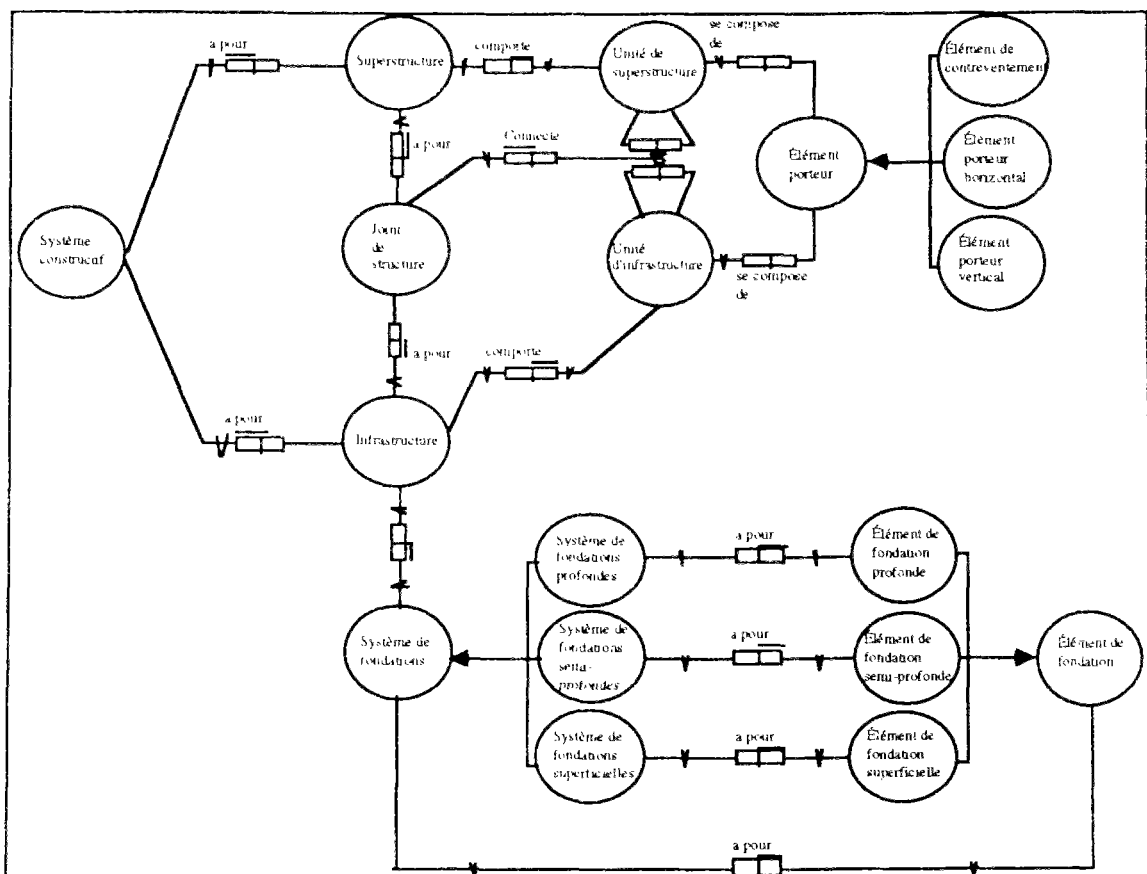 a pour
Superstructure
comporte
Unité de
superstructure
se compose
de
Élément de
contreventement
a pour
Connecte
Élément
porteur
Élément
porteur
horizontal
Système
constructif
Joint
de
structure
Unité
d'infrastructure
se compose
de
Élément
porteur
vertical
a pour
comporte
a pour
Infrastructure
Système de
fondations
profondes
a pour
Élément de
fondation
profonde
Système de
fondations
Système de
fondations
semi-
profondes
a pour
Élément de
fondation
semi-profonde
Élément de
fondation
Système de
fondations
superficielles
a pour
Élément de
fondation
superficielle
a pour